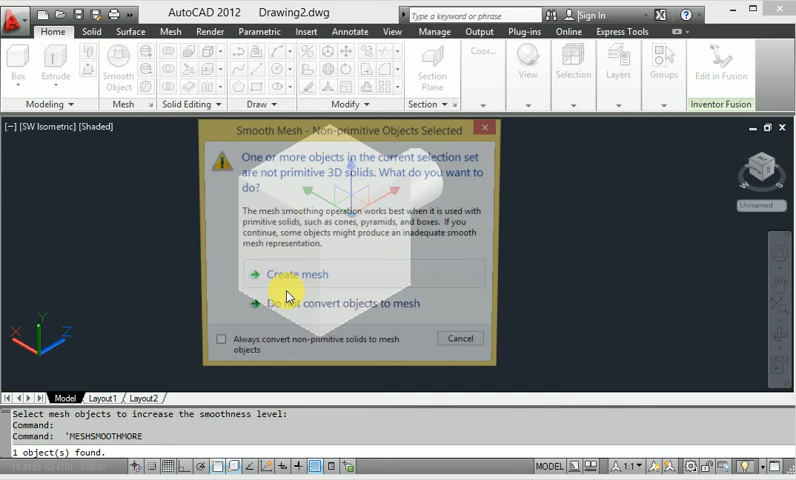 AutoCAD 2012 Drawing2.dwg
Type a keyword or phrase
Sign In
Home Solid Surface Mesh Render Parametric Insert Annotate View Manage Output Plug-ins Online Express Tools
Box
Extrude
Smooth
Object
Section
Plane
Coor...
View
Selection
Layers
Groups
Edit in Fusion
Modeling
Mesh
Solid Editing
Draw
Modify
Section
Inventor Fusion
[−] [SW Isometric] [Shaded]
Smooth Mesh - Non-primitive Objects Selected
One or more objects in the current selection set
are not primitive 3D solids. What do you want to
do?
The mesh smoothing operation works best when it is used with
primitive solids, such as cones, pyramids, and boxes. If you
continue, some objects might produce an inadequate smooth
mesh representation.
Create mesh
Do not convert objects to mesh
Always convert non-primitive solids to mesh
objects
Cancel
W S
Unnamed
Y
X Z
Model Layout1 Layout2
Select mesh objects to increase the smoothness level:
Command:
Command: 'MESHSMOOTHMORE
1 object(s) found.
MODEL
1:1